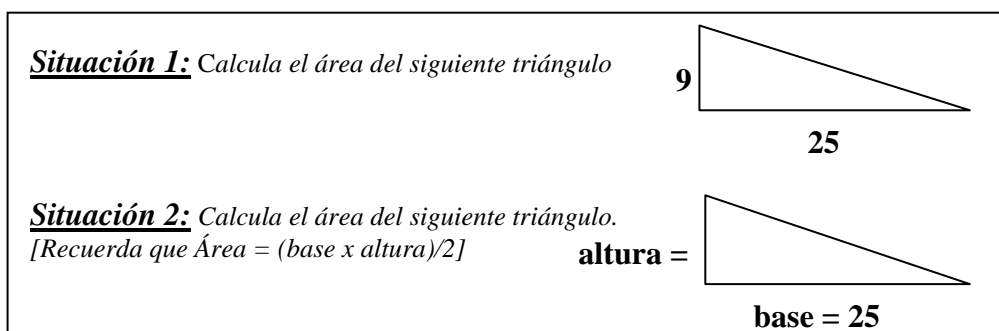 Situación 1: Calcula el área del siguiente triángulo
9
25
Situación 2: Calcula el área del siguiente triángulo.
[Recuerda que Área = (base x altura)/2]
altura =
base = 25